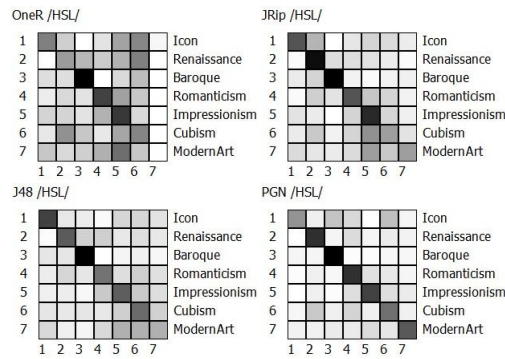 OneR /HSL/
1 Icon
2 Renaissance
3 Baroque
4 Romanticism
5 Impressionism
6 Cubism
7 ModernArt
1 2 3 4 5 6 7
JRip /HSL/
1 Icon
2 Renaissance
3 Baroque
4 Romanticism
5 Impressionism
6 Cubism
7 ModernArt
1 2 3 4 5 6 7
J48 /HSL/
1 Icon
2 Renaissance
3 Baroque
4 Romanticism
5 Impressionism
6 Cubism
7 ModernArt
1 2 3 4 5 6 7
PGN /HSL/
1 Icon
2 Renaissance
3 Baroque
4 Romanticism
5 Impressionism
6 Cubism
7 ModernArt
1 2 3 4 5 6 7